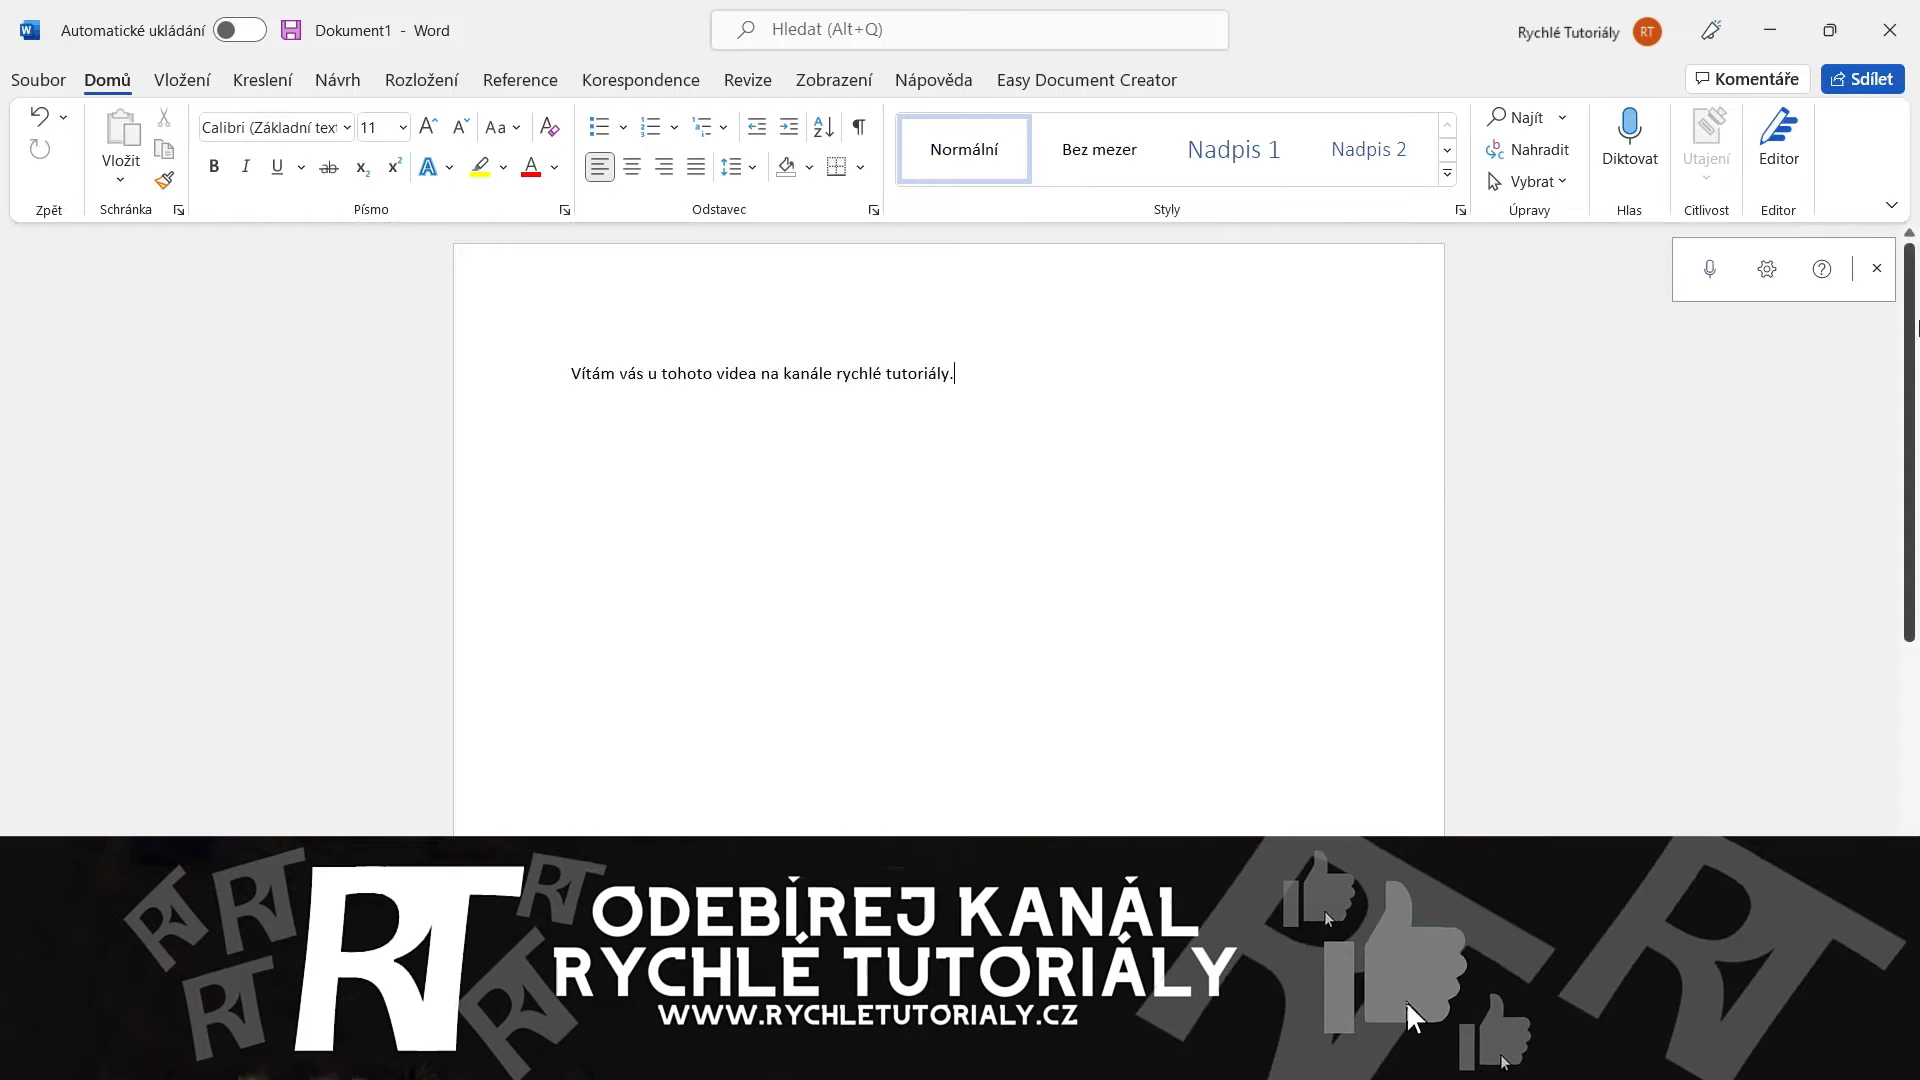 Automatické ukládání Dokument1 - Word Hledat (Alt+Q) Rychlé Tutoriály RT
Soubor Domů Vložení Kreslení Návrh Rozložení Reference Korespondence Revize Zobrazení Nápověda Easy Document Creator Komentáře Sdílet
Calibri (Základní text 11 Aa
Vložit
Normální Bez mezer Nadpis 1 Nadpis 2
Najít
Nahradit
Vybrat
Diktovat Utajení Editor
Zpět Schránka Písmo Odstavec Styly Úpravy Hlas Citlivost Editor
Vítám vás u tohoto videa na kanále rychlé tutoriály.
RT
ODEBÍREJ KANÁL
RYCHLÉ TUTORIÁLY
WWW.RYCHLETUTORIALY.CZ